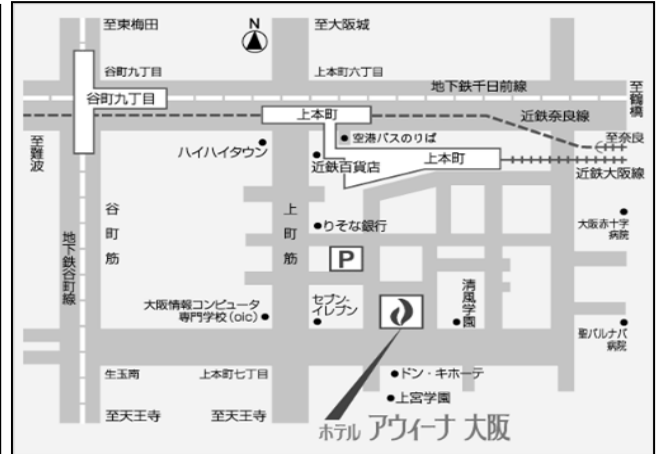 至東梅田
N
至大阪城
谷町九丁目
上本町六丁目
地下鉄千日前線
至鶴橋
谷町九丁目
上本町
近鉄奈良線
至難波
ハイハイタウン
空港バスのりば
至奈良
近鉄百貨店
上本町
近鉄大阪線
谷町筋
上町筋
りそな銀行
大阪赤十字
病院
地下鉄谷町線
P
清風学園
大阪情報コンピュータ
専門学校(oic)
セブン-
イレブン
聖バルナバ
病院
生玉南
上本町七丁目
ドン・キホーテ
上宮学園
至天王寺
至天王寺
ホテル アウィーナ 大阪